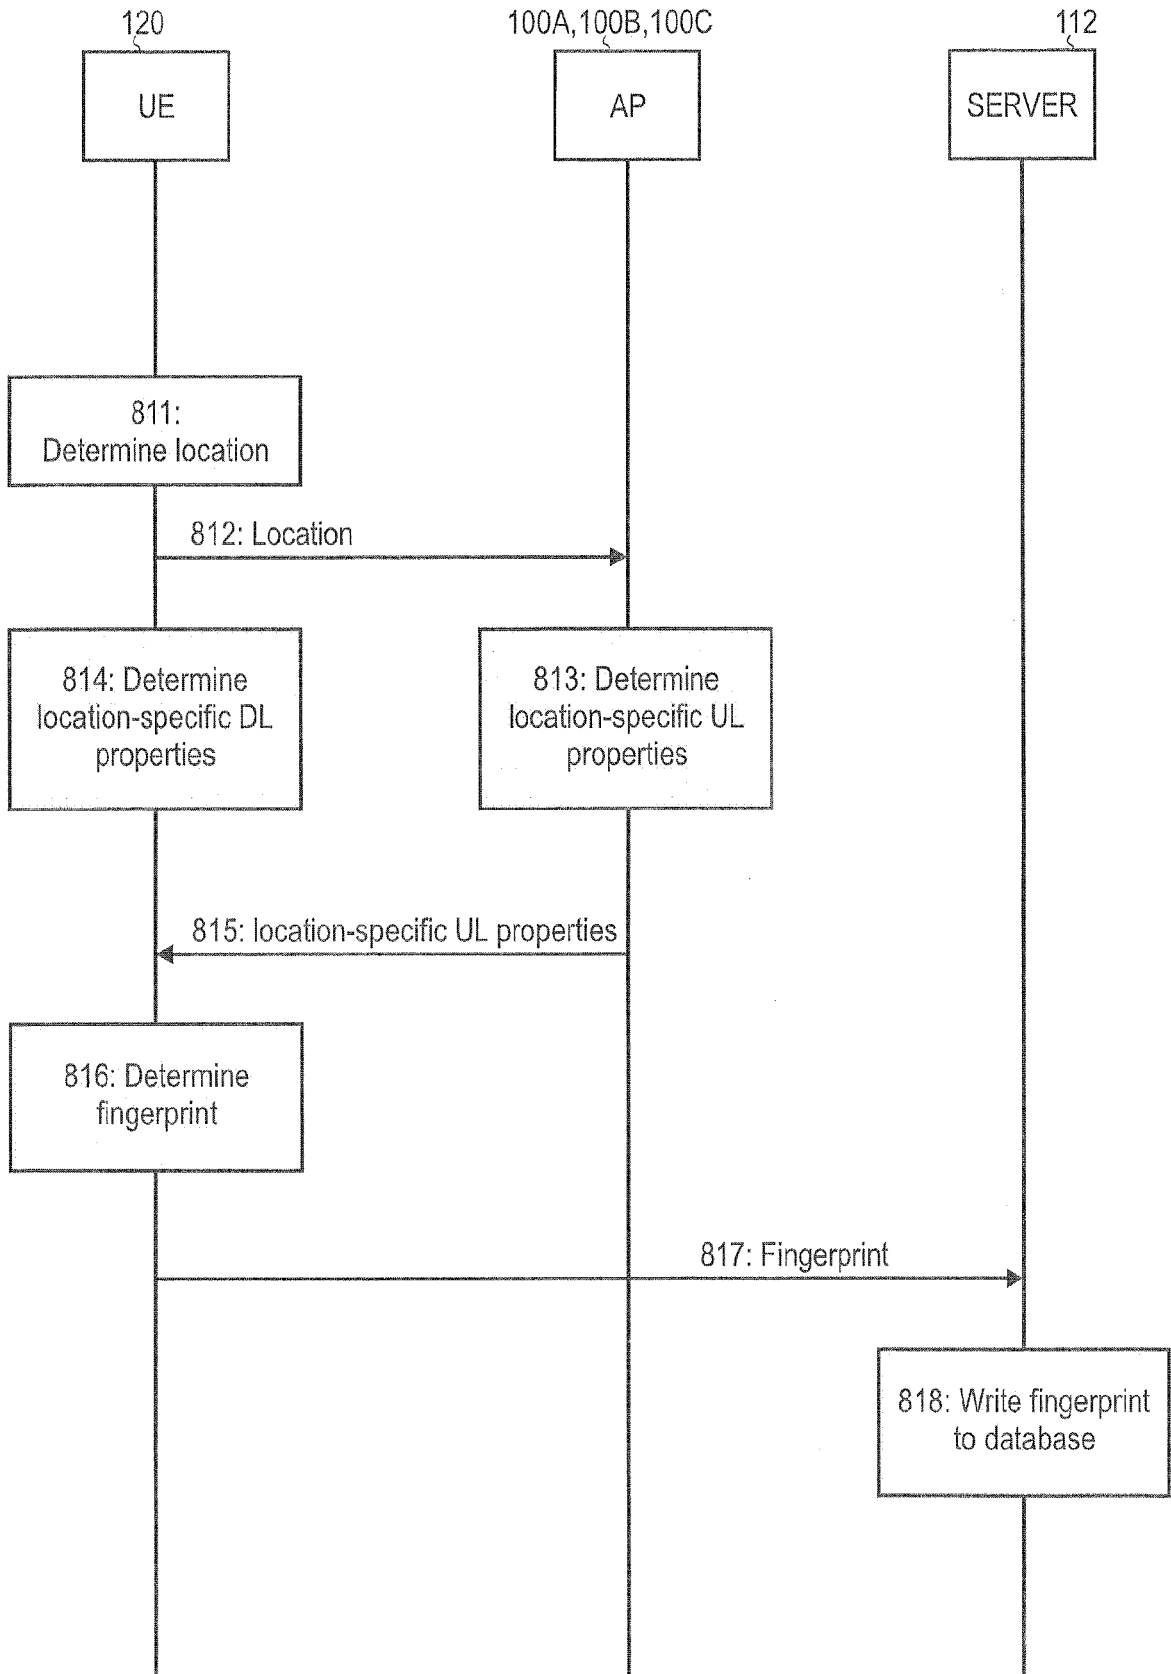 120
100A,100B,100C
112
UE
AP
SERVER
811:
Determine location
812: Location
814: Determine
location-specific DL
properties
813: Determine
location-specific UL
properties
815: location-specific UL properties
816: Determine
fingerprint
817: Fingerprint
818: Write fingerprint
to database